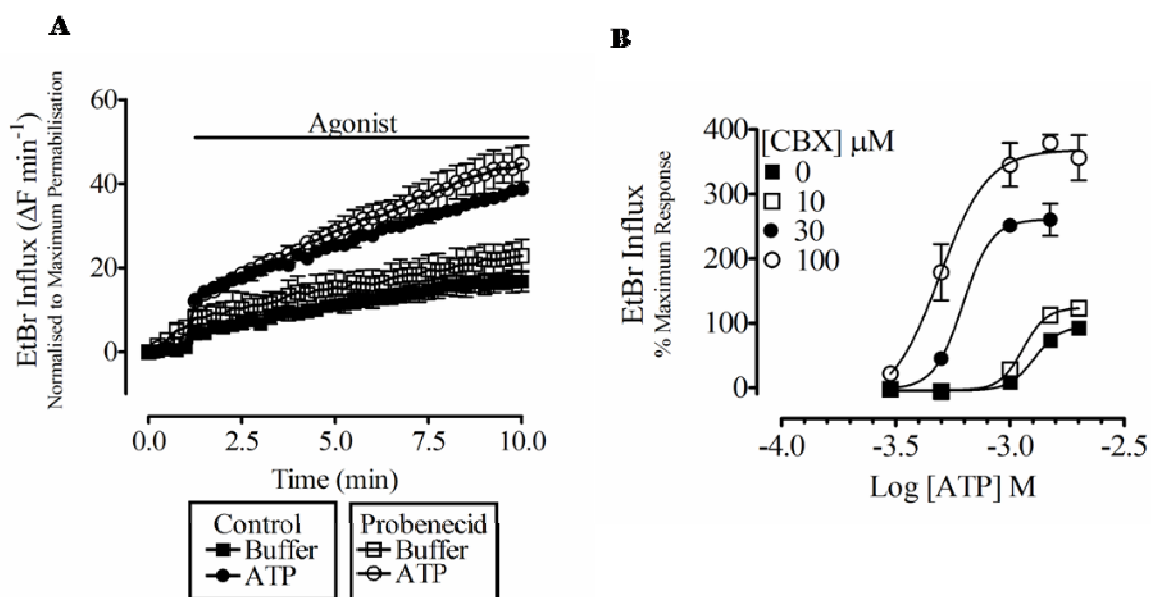 A
EtBr Influx (ΔF min⁻¹)
Normalised to Maximum Permabilisation
60
40
20
0
Agonist
0.0 2.5 5.0 7.5 10.0
Time (min)
Control
Buffer
ATP
Probenecid
Buffer
ATP
B
EtBr Influx
% Maximum Response
400
300
200
100
0
[CBX] μM
0
10
30
100
-4.0 -3.5 -3.0 -2.5
Log [ATP] M